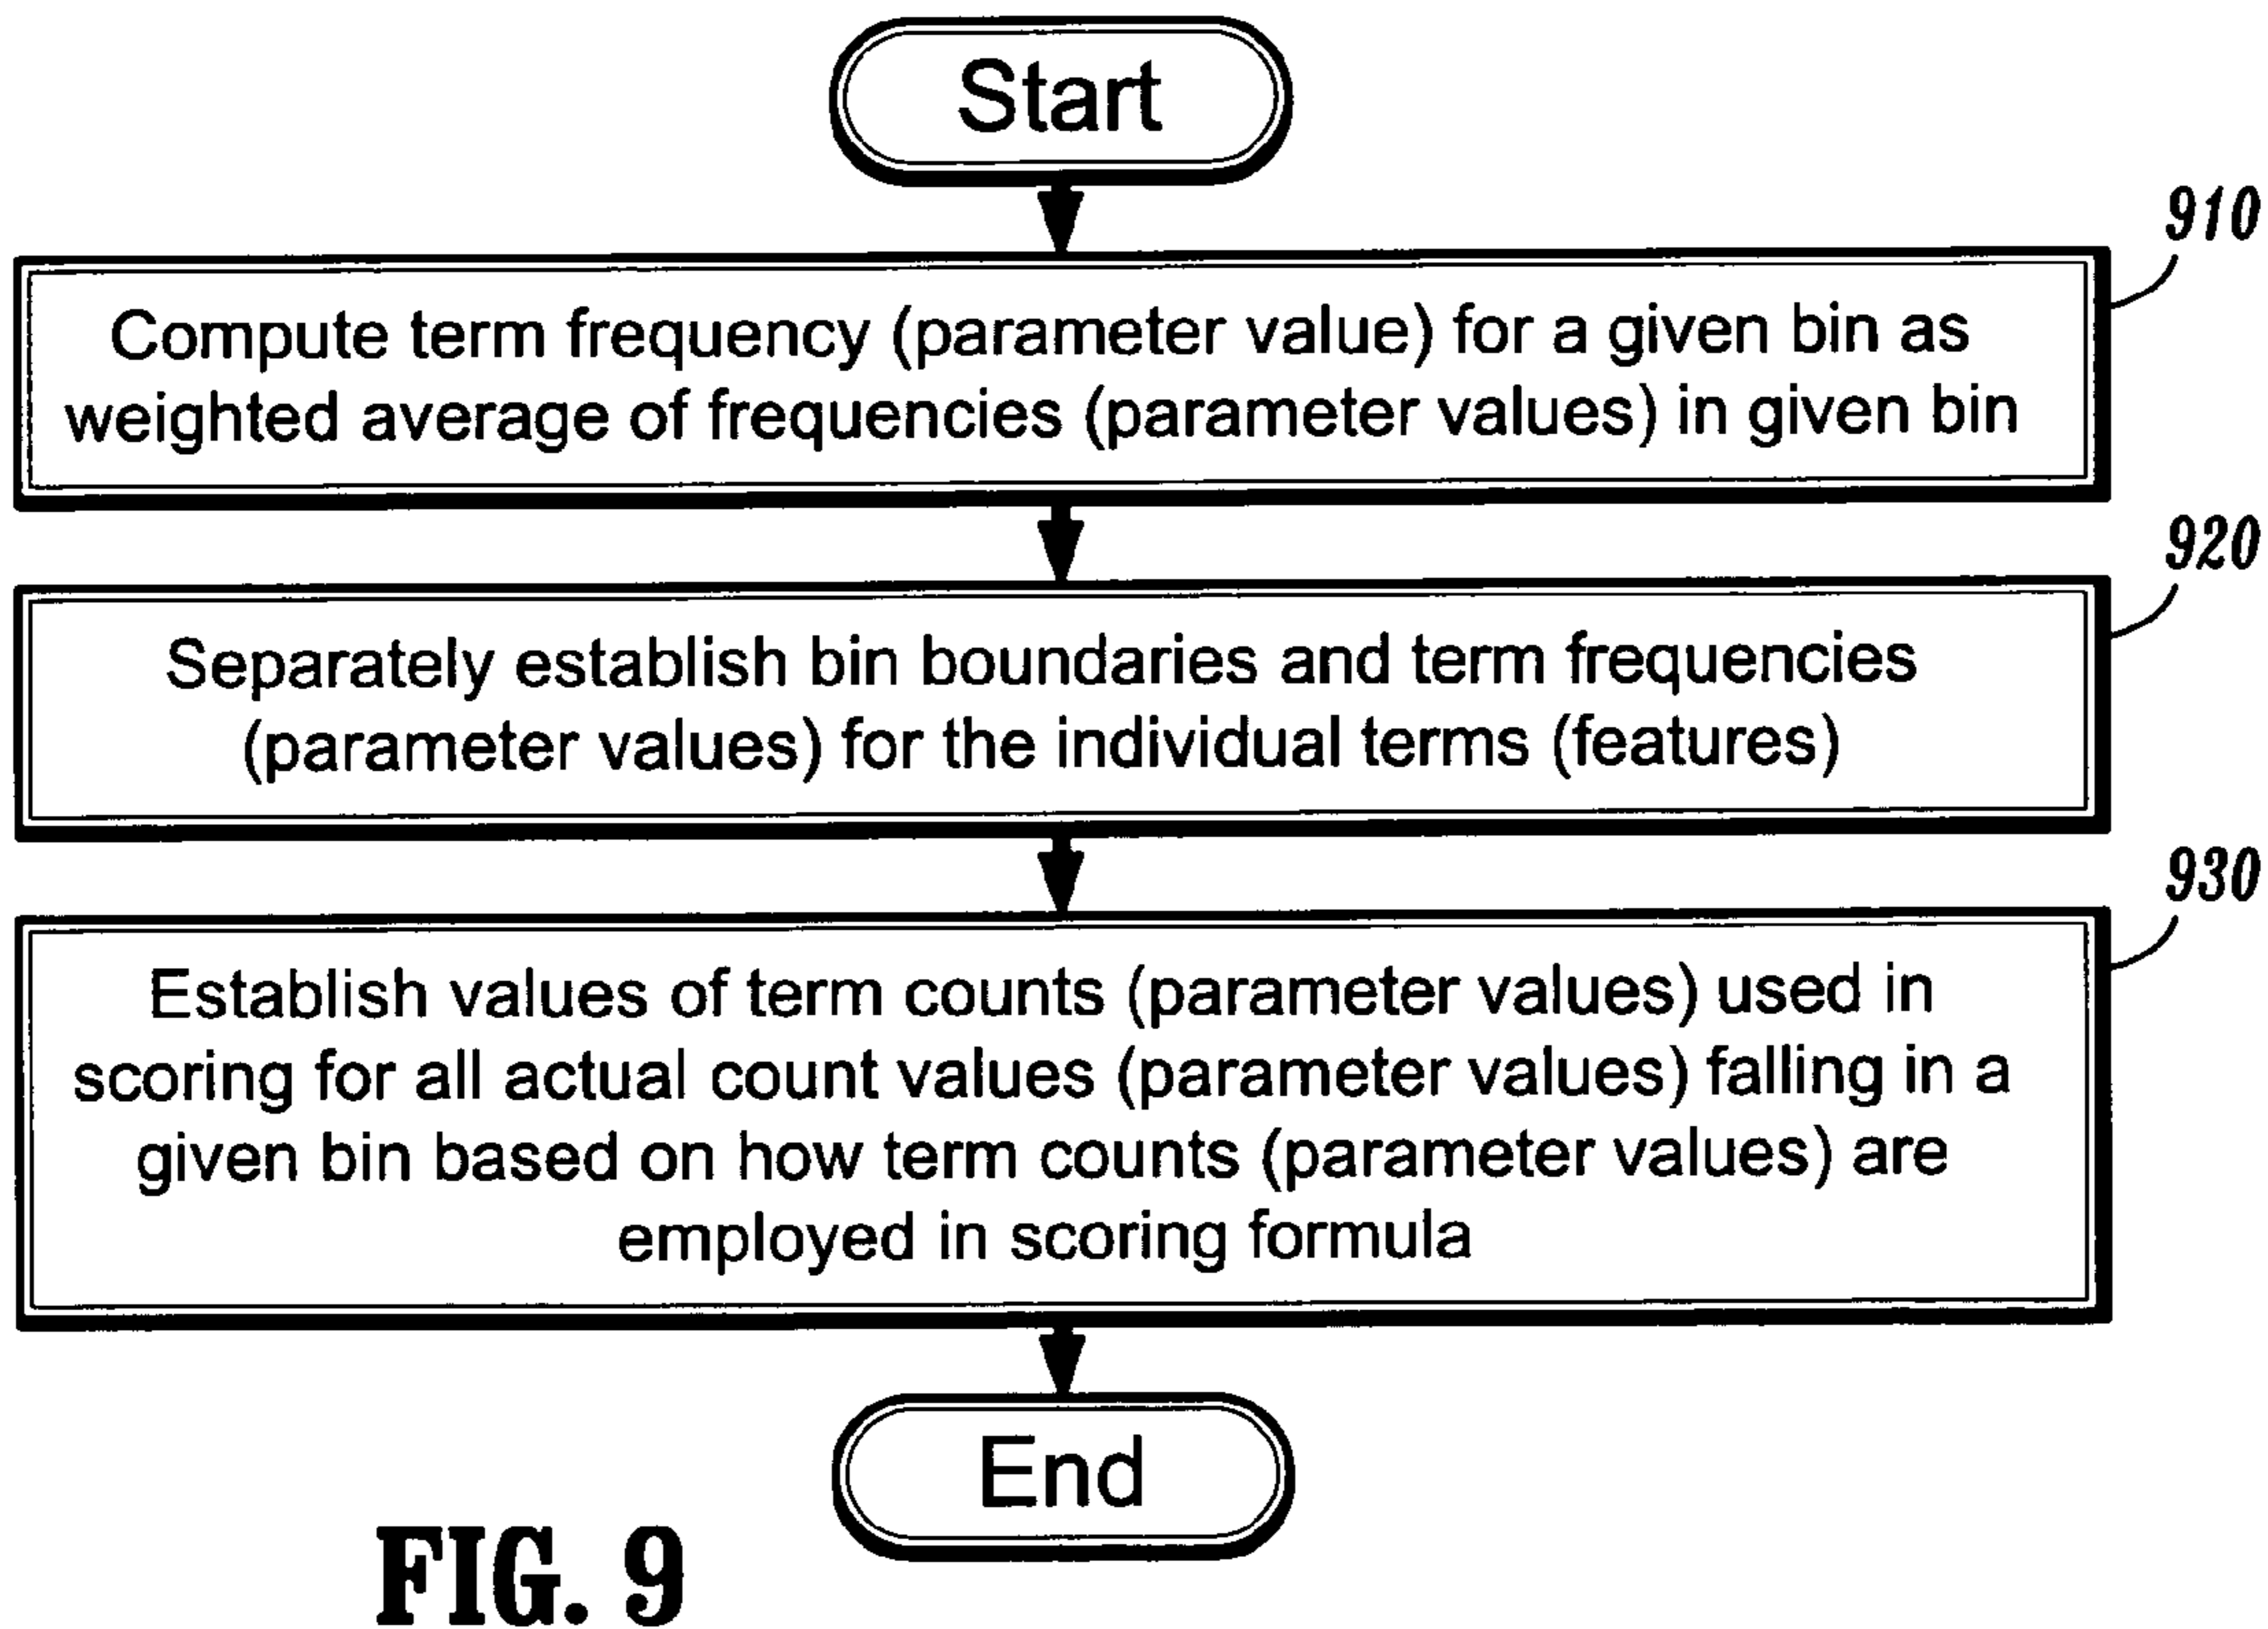 Start
910
Compute term frequency (parameter value) for a given bin as
weighted average of frequencies (parameter values) in given bin
920
Separately establish bin boundaries and term frequencies
(parameter values) for the individual terms (features)
930
Establish values of term counts (parameter values) used in
scoring for all actual count values (parameter values) falling in a
given bin based on how term counts (parameter values) are
employed in scoring formula
End
FIG. 9